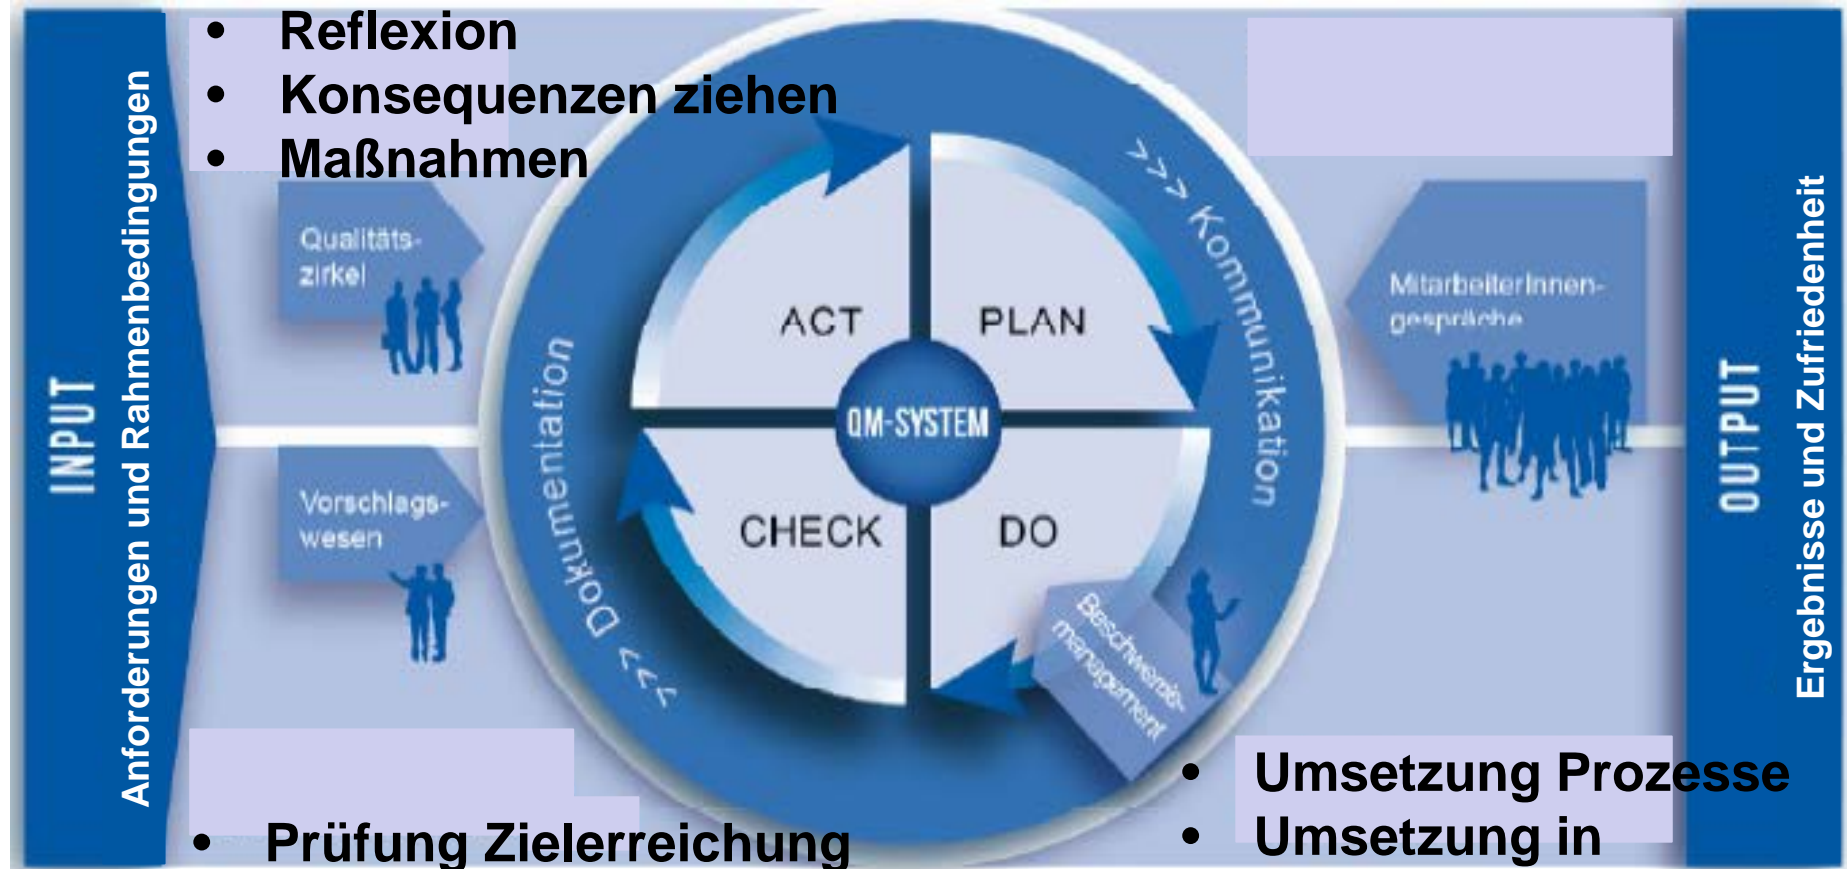 INPUT
Anforderungen und Rahmenbedingungen
• Reflexion
• Konsequenzen ziehen
• Maßnahmen
Qualitäts-
zirkel
Vorschlags-
wesen
>>> Dokumentation
>>> Kommunikation
ACT
PLAN
QM-SYSTEM
CHECK
DO
Beschwerde-
management
MitarbeiterInnen-
gespräche
• Prüfung Zielerreichung
• Umsetzung Prozesse
• Umsetzung in
OUTPUT
Ergebnisse und Zufriedenheit